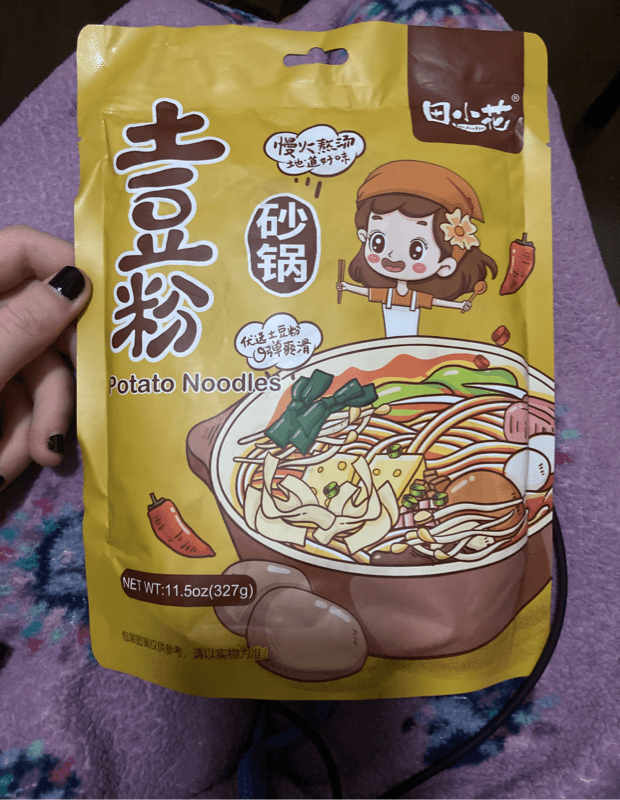 田小花®
慢火熬汤
地道好味
土豆粉
砂锅
优选土豆粉
Q弹爽滑
Potato Noodles
NET WT:11.5oz(327g)
包装图案仅供参考，请以实物为准！